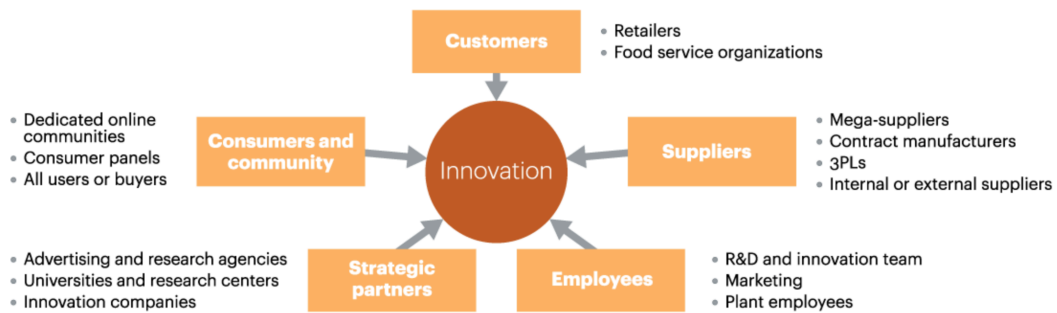 Customers
• Retailers
• Food service organizations
• Dedicated online
communities
• Consumer panels
• All users or buyers
Consumers and
community
Innovation
Suppliers
• Mega-suppliers
• Contract manufacturers
• 3PLs
• Internal or external suppliers
• Advertising and research agencies
• Universities and research centers
• Innovation companies
Strategic
partners
Employees
• R&D and innovation team
• Marketing
• Plant employees